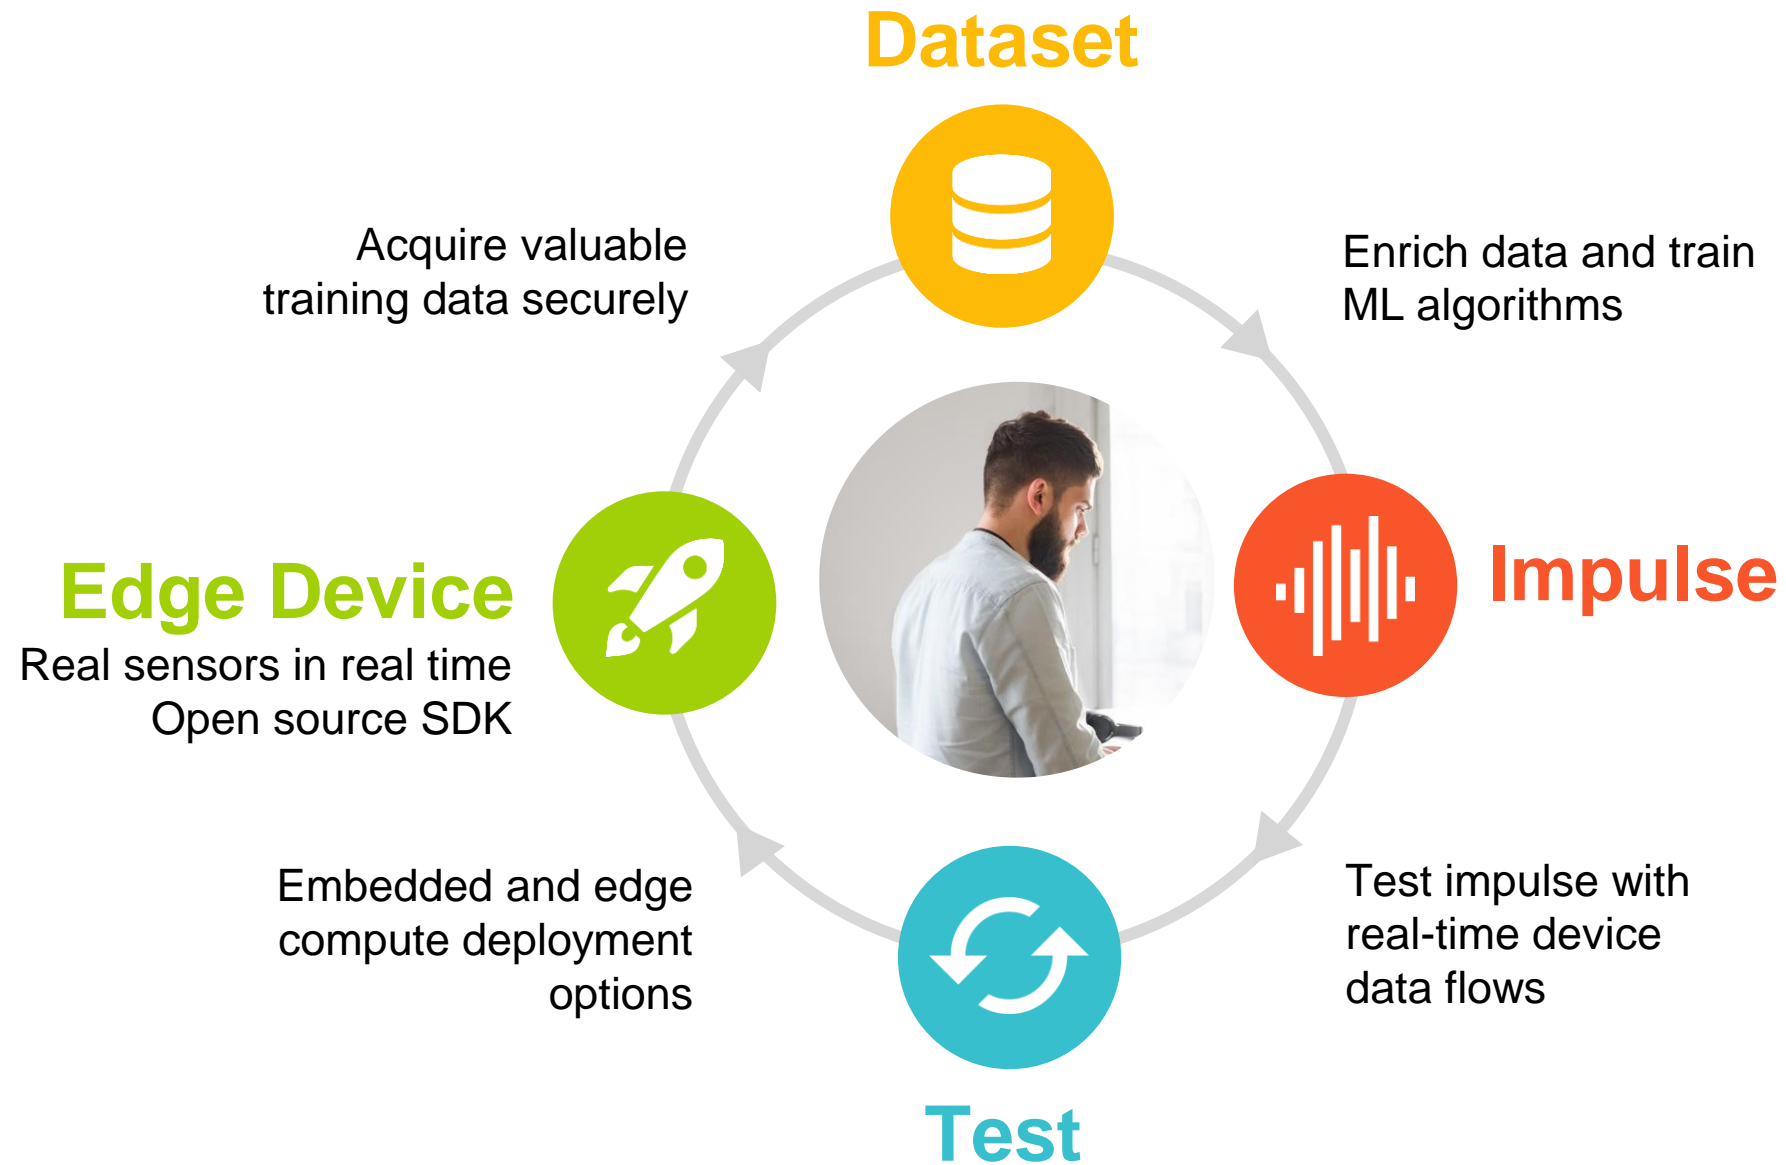 Dataset
Acquire valuable
training data securely
Enrich data and train
ML algorithms
Edge Device
Real sensors in real time
Open source SDK
Impulse
Embedded and edge
compute deployment
options
Test impulse with
real-time device
data flows
Test